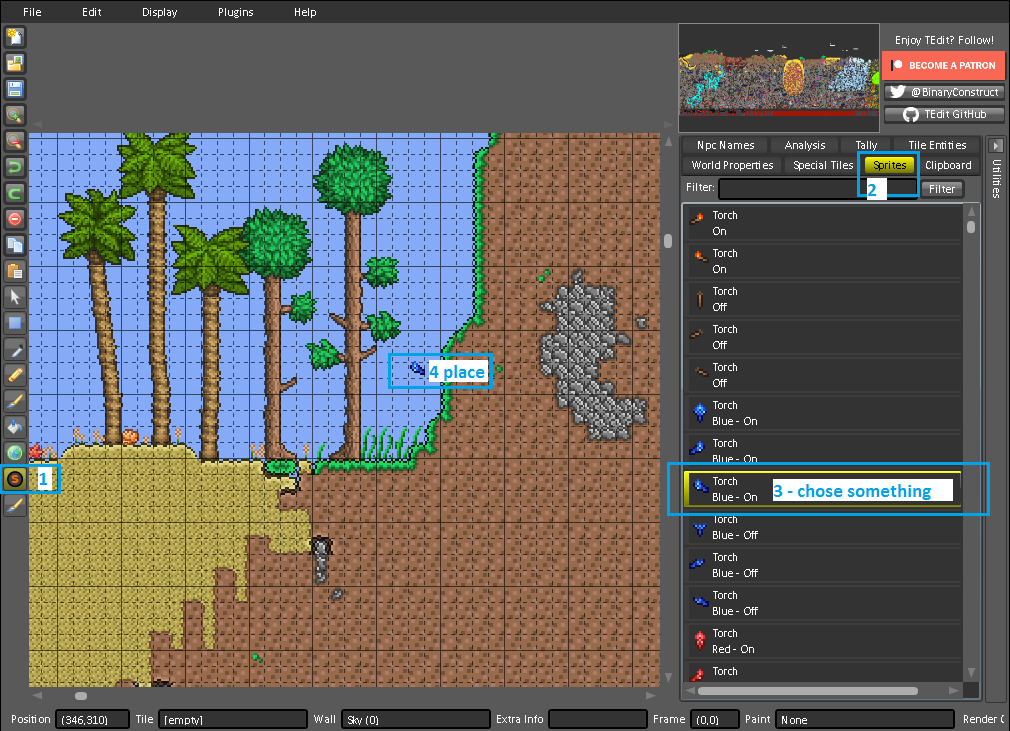 File Edit Display Plugins Help
Enjoy TEdit? Follow!
BECOME A PATRON
@BinaryConstruct
TEdit GitHub
Npc Names Analysis Tally Tile Entities
World Properties Special Tiles Sprites Clipboard
Filter: 2 Filter
Utilities
Torch
On
Torch
On
Torch
Off
Torch
Off
Torch
Off
Torch
Blue - On
Torch
Blue - On
Torch
Blue - On
3 - chose something
Torch
Blue - Off
Torch
Blue - Off
Torch
Blue - Off
Torch
Red - On
Torch
4 place
S 1
Position (346,310) Tile [empty] Wall Sky (0) Extra Info Frame (0,0) Paint None Render